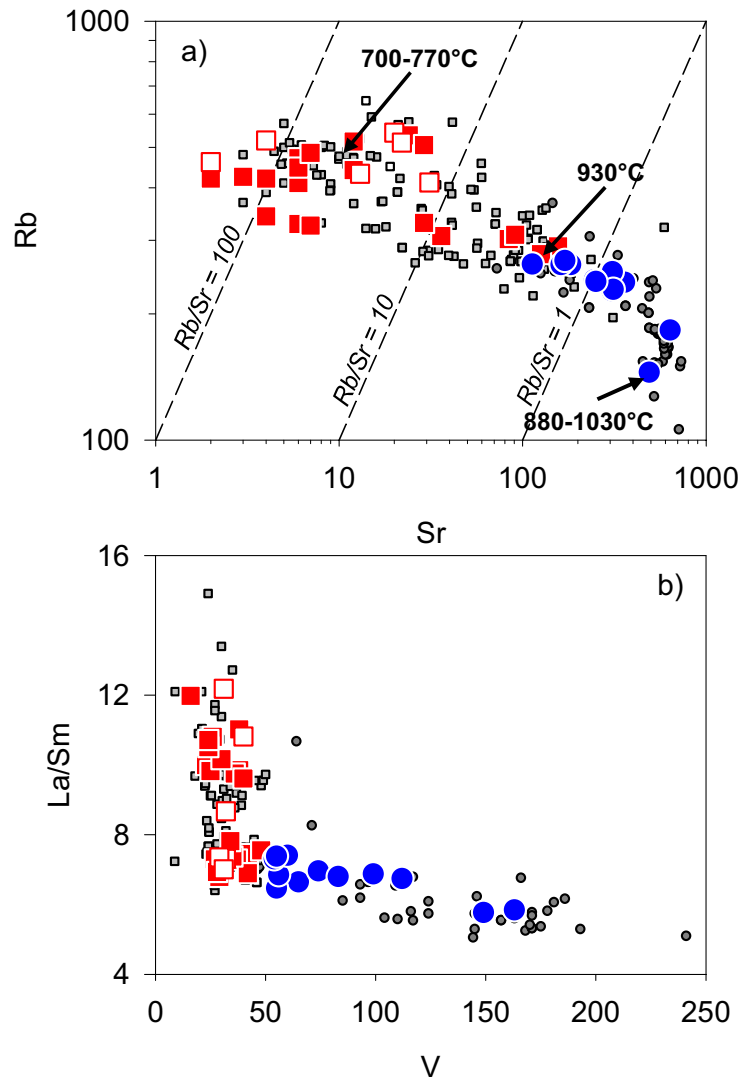 1000
a)
700-770°C
930°C
Rb
Rb/Sr = 100
Rb/Sr = 10
Rb/Sr = 1
880-1030°C
100
1 10 100 1000
Sr
16
b)
12
La/Sm
8
4
0 50 100 150 200 250
V